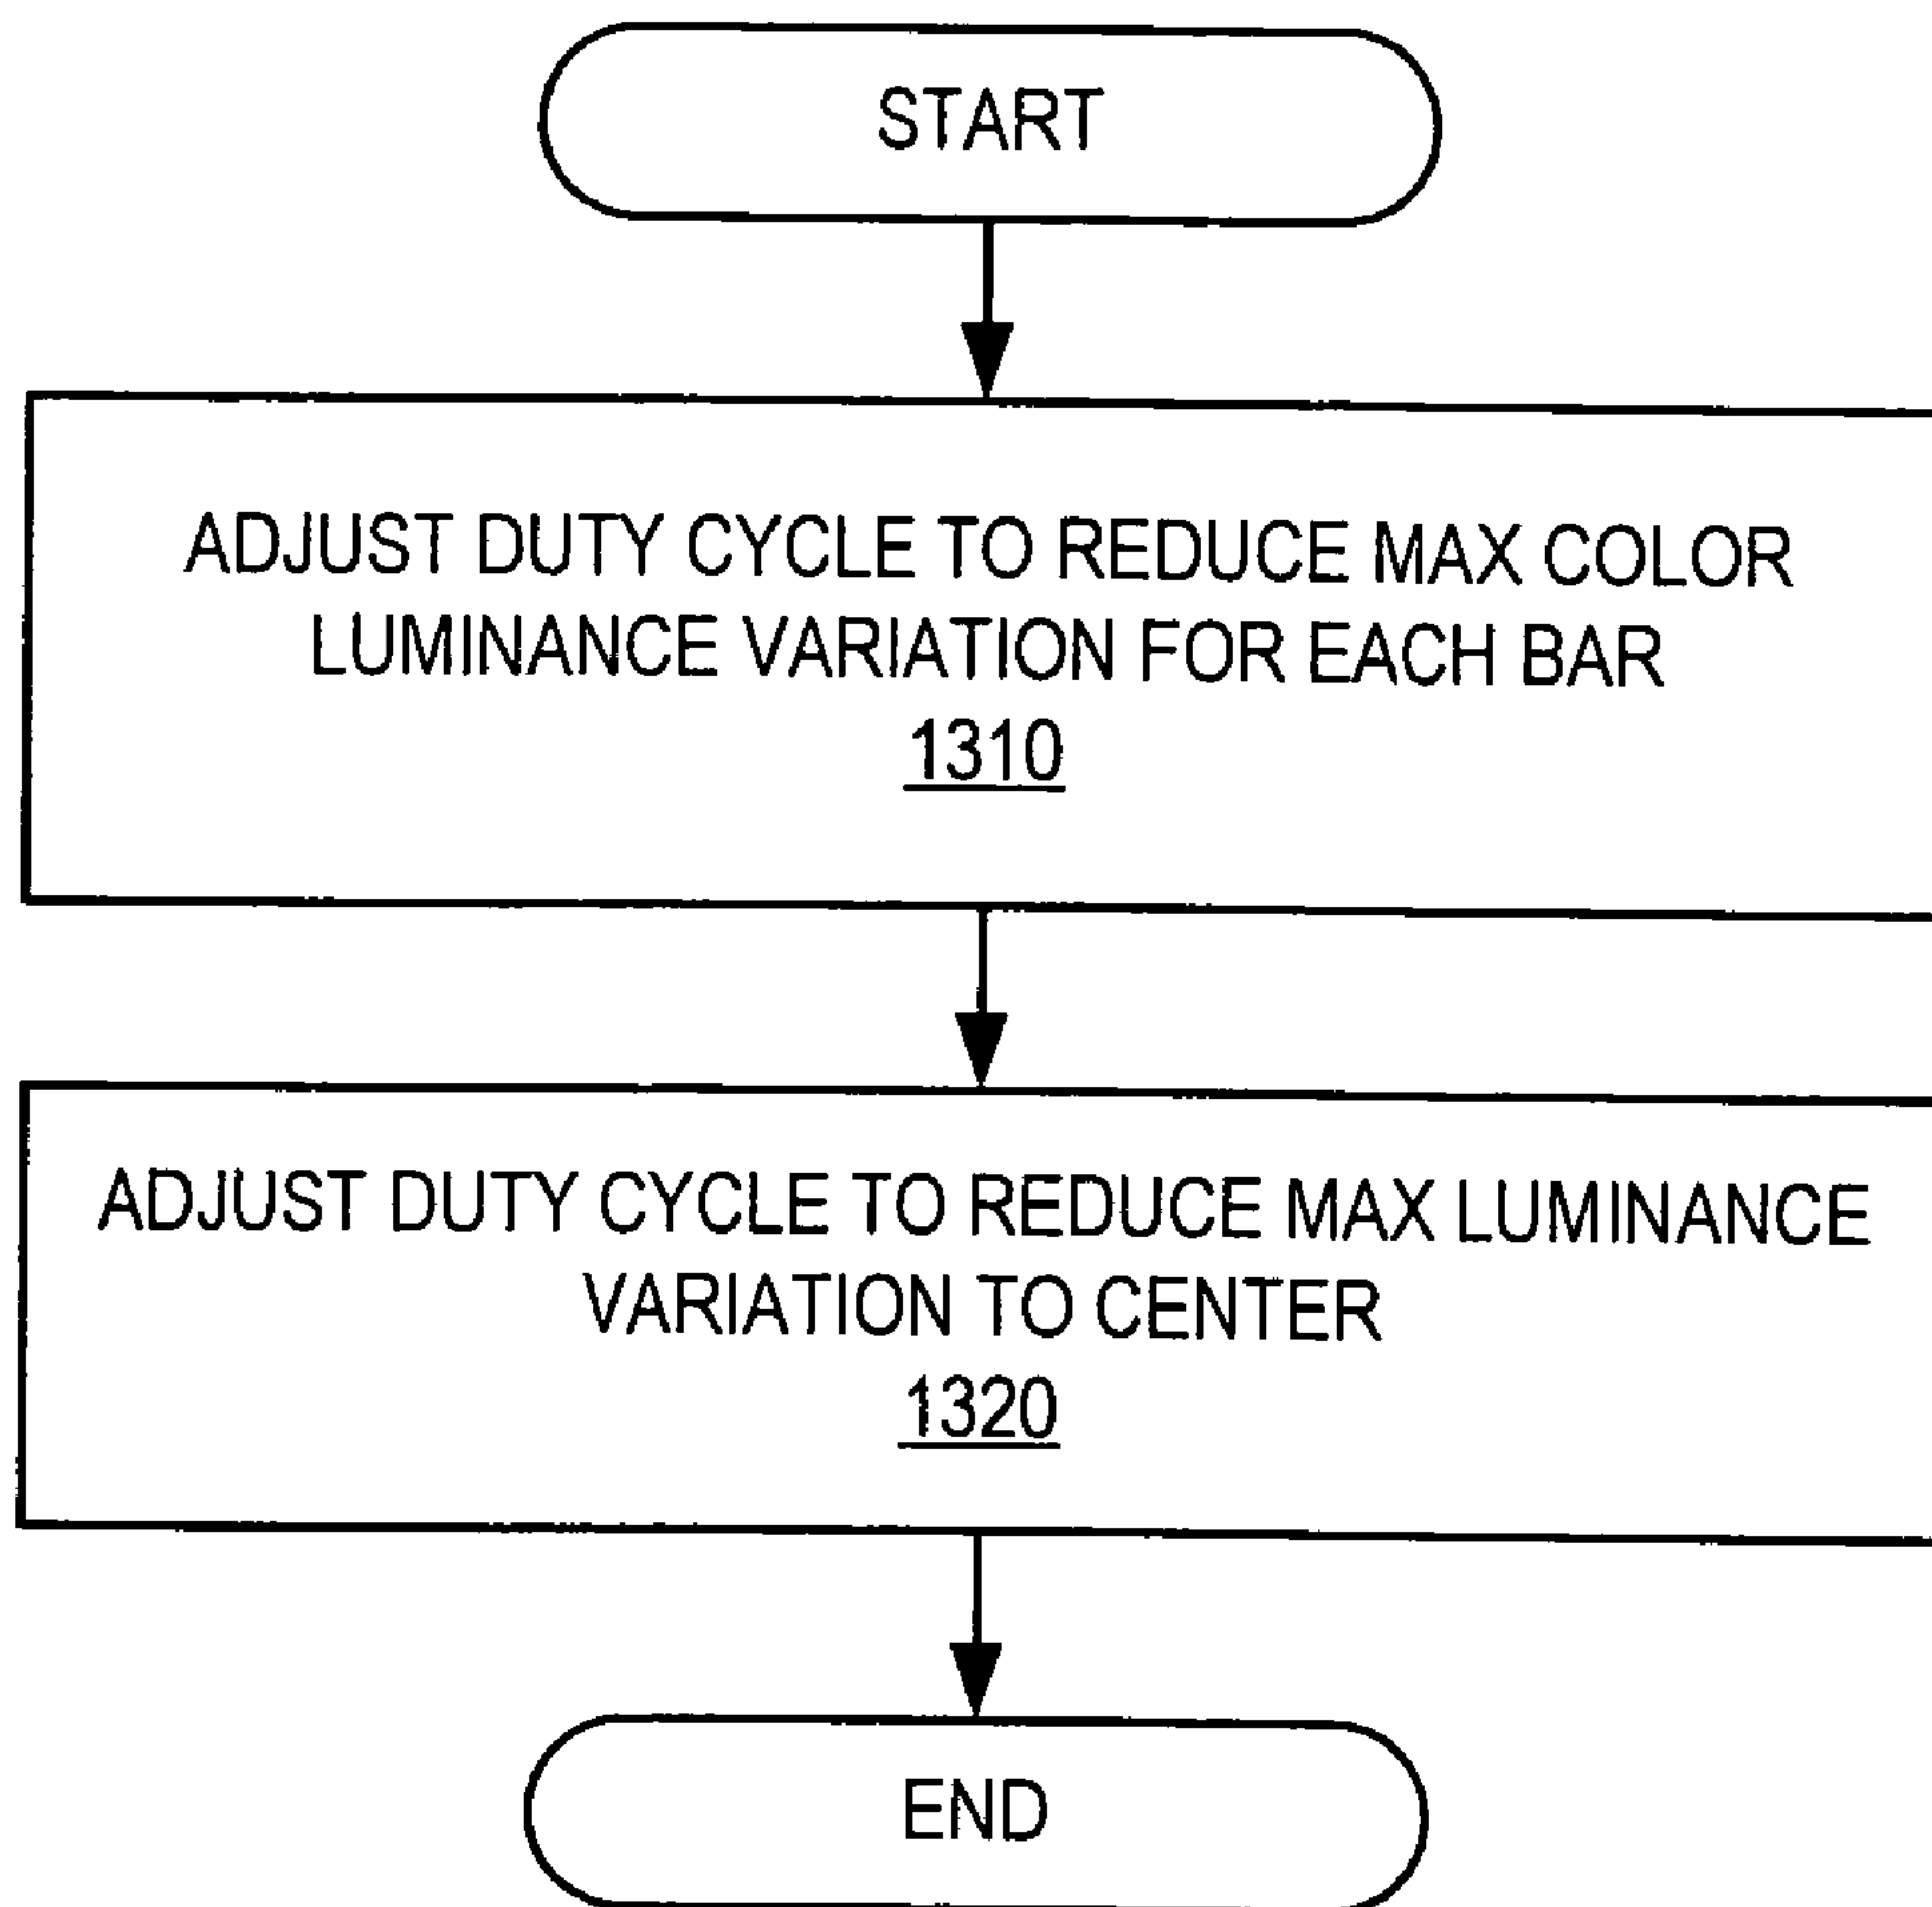 START
ADJUST DUTY CYCLE TO REDUCE MAX COLOR
LUMINANCE VARIATION FOR EACH BAR
1310
ADJUST DUTY CYCLE TO REDUCE MAX LUMINANCE
VARIATION TO CENTER
1320
END